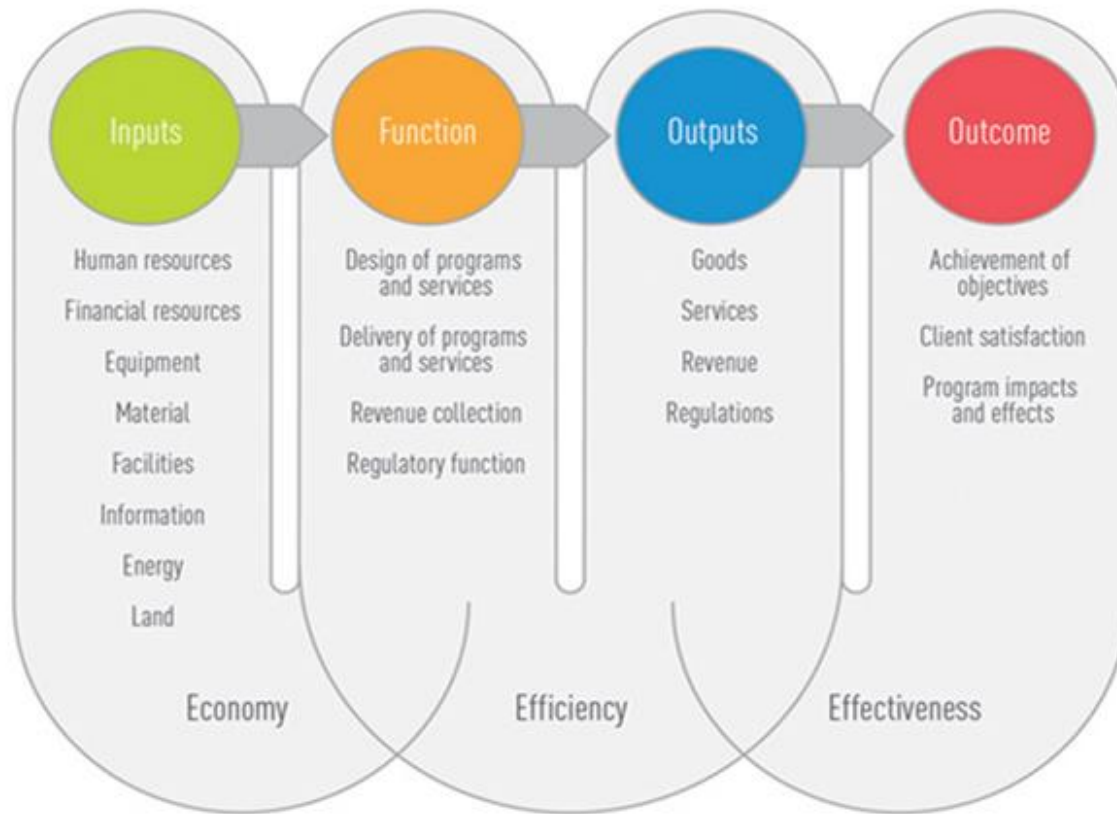 Inputs
Function
Outputs
Outcome
Human resources
Financial resources
Equipment
Material
Facilities
Information
Energy
Land
Design of programs
and services
Delivery of programs
and services
Revenue collection
Regulatory function
Goods
Services
Revenue
Regulations
Achievement of
objectives
Client satisfaction
Program impacts
and effects
Economy
Efficiency
Effectiveness